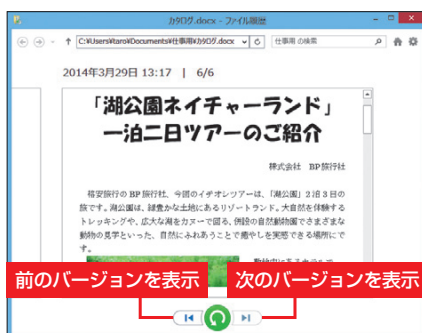 カタログ.docx - ファイル履歴
C:¥Users¥taro¥Documents¥仕事用¥カタログ.docx
仕事用 の検索
2014年3月29日 13:17 | 6/6
「湖公園ネイチャーランド」
一泊二日ツアーのご紹介
株式会社 BP旅行社
格安旅行の BP 旅行社、今回のイチオシツアーは、「湖公園」2泊3日の
旅です。湖公園は、緑豊かな土地にあるリゾートランド。大自然を体験する
トレッキングや、広大な湖をカヌーで図る、併設の自然動物園でさまざまな
動物の見学といった、自然にふれあうことで癒やしを実感できる場所にで
す。
前のバージョンを表示
次のバージョンを表示